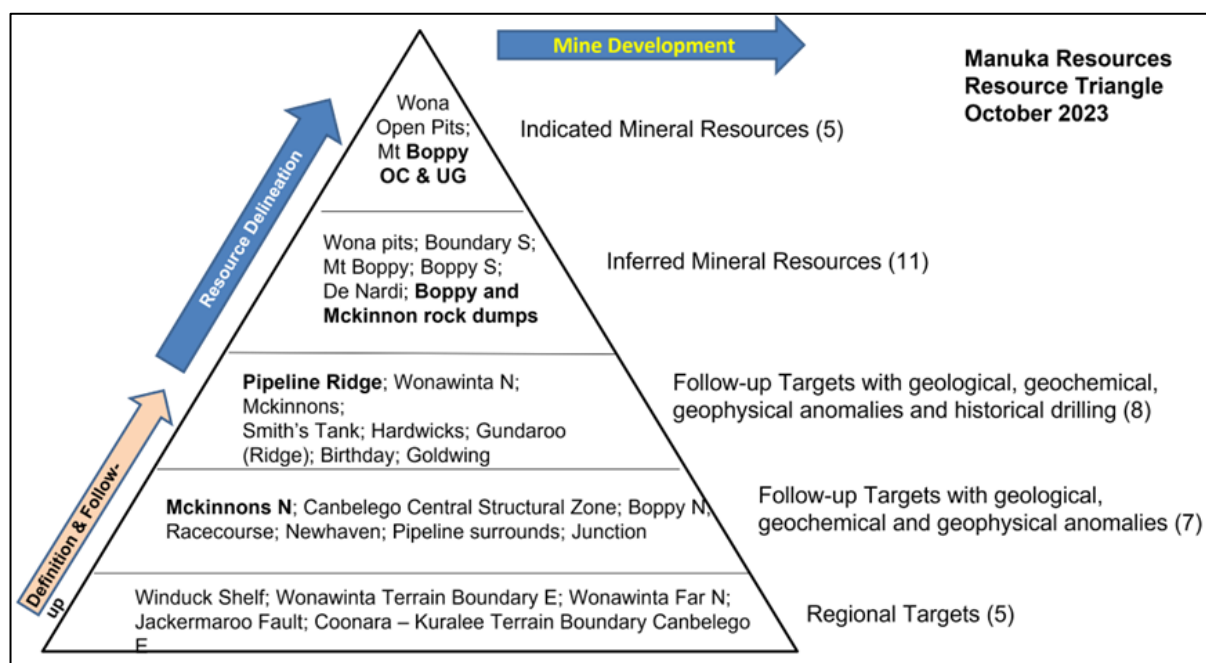 Mine Development
Manuka Resources
Resource Triangle
October 2023
Resource Delineation
Definition & Follow-
up
Wona
Open Pits;
Mt Boppy
OC & UG
Indicated Mineral Resources (5)
Wona pits; Boundary S;
Mt Boppy; Boppy S;
De Nardi; Boppy and
Mckinnon rock dumps
Inferred Mineral Resources (11)
Pipeline Ridge; Wonawinta N;
Mckinnons;
Smith's Tank; Hardwicks; Gundaroo
(Ridge); Birthday; Goldwing
Follow-up Targets with geological, geochemical,
geophysical anomalies and historical drilling (8)
Mckinnons N; Canbelego Central Structural Zone; Boppy N;
Racecourse; Newhaven; Pipeline surrounds; Junction
Follow-up Targets with geological,
geochemical and geophysical anomalies (7)
Winduck Shelf; Wonawinta Terrain Boundary E; Wonawinta Far N;
Jackermaroo Fault; Coonara – Kuralee Terrain Boundary Canbelego
E
Regional Targets (5)